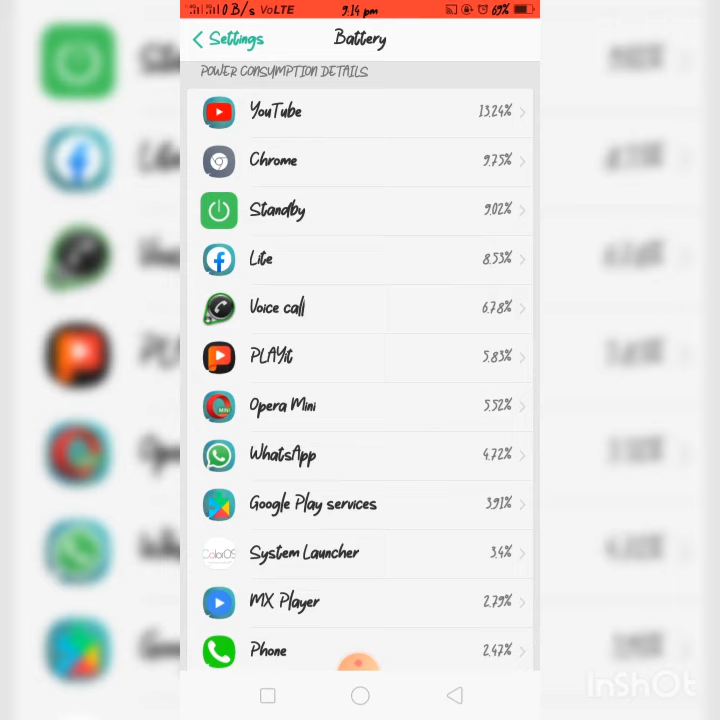 0 B/s VoLTE 9:14 pm 69%
Settings Battery
POWER CONSUMPTION DETAILS
YouTube 13.24%
Chrome 9.75%
Standby 9.02%
Lite 8.53%
Voice call 6.78%
PLAYit 5.83%
Opera Mini 5.52%
WhatsApp 4.72%
Google Play services 3.91%
ColorOS System Launcher 3.4%
MX Player 2.79%
Phone 2.47%
InShOt